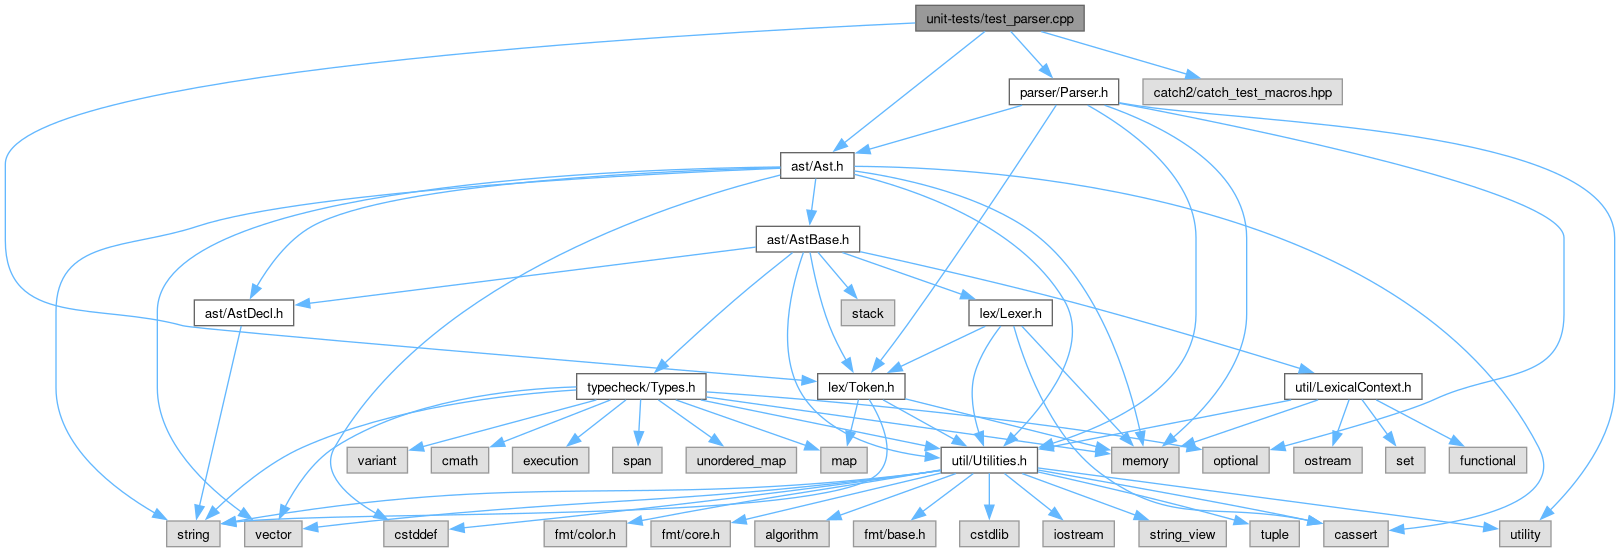 unit-tests/test_parser.cpp
parser/Parser.h
catch2/catch_test_macros.hpp
ast/Ast.h
ast/AstBase.h
ast/AstDecl.h
stack
lex/Lexer.h
typecheck/Types.h
lex/Token.h
util/LexicalContext.h
variant
cmath
execution
span
unordered_map
map
util/Utilities.h
memory
optional
ostream
set
functional
string
vector
cstddef
fmt/color.h
fmt/core.h
algorithm
fmt/base.h
cstdlib
iostream
string_view
tuple
cassert
utility